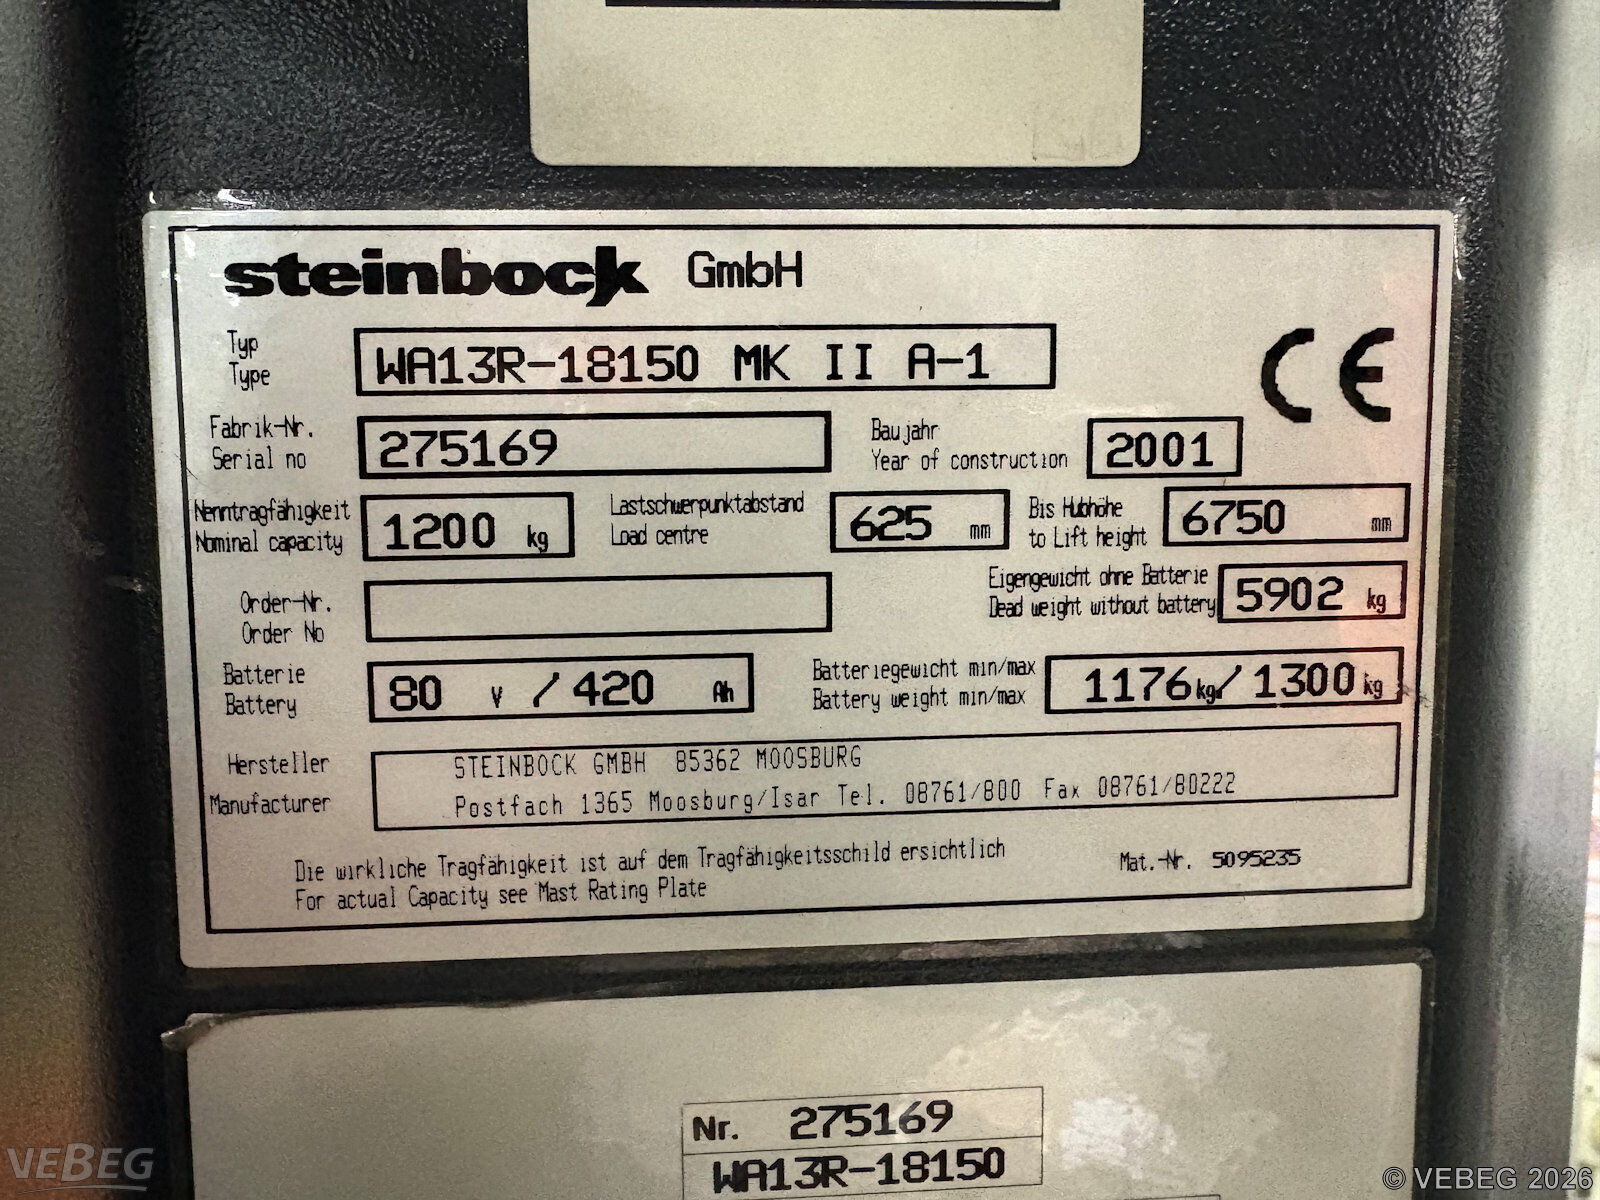 steinbock GmbH
Typ
Type
WA13R-18150 MK II A-1
CE
Fabrik-Nr.
Serial no
275169
Baujahr
Year of construction
2001
Nenntragfähigkeit
Nominal capacity
1200 kg
Lastschwerpunktabstand
Load centre
625 mm
Bis Hubhöhe
to Lift height
6750 mm
Order-Nr.
Order No
Eigengewicht ohne Batterie
Dead weight without battery
5902 kg
Batterie
Battery
80 V / 420 Ah
Batteriegewicht min/max
Battery weight min/max
1176 kg / 1300 kg
Hersteller
Manufacturer
STEINBOCK GMBH 85362 MOOSBURG
Postfach 1365 Moosburg/Isar Tel. 08761/800 Fax 08761/80222
Die wirkliche Tragfähigkeit ist auf dem Tragfähigkeitsschild ersichtlich
For actual Capacity see Mast Rating Plate
Mat.-Nr. 5095235
Nr. 275169
WA13R-18150
VEBEG
© VEBEG 2026